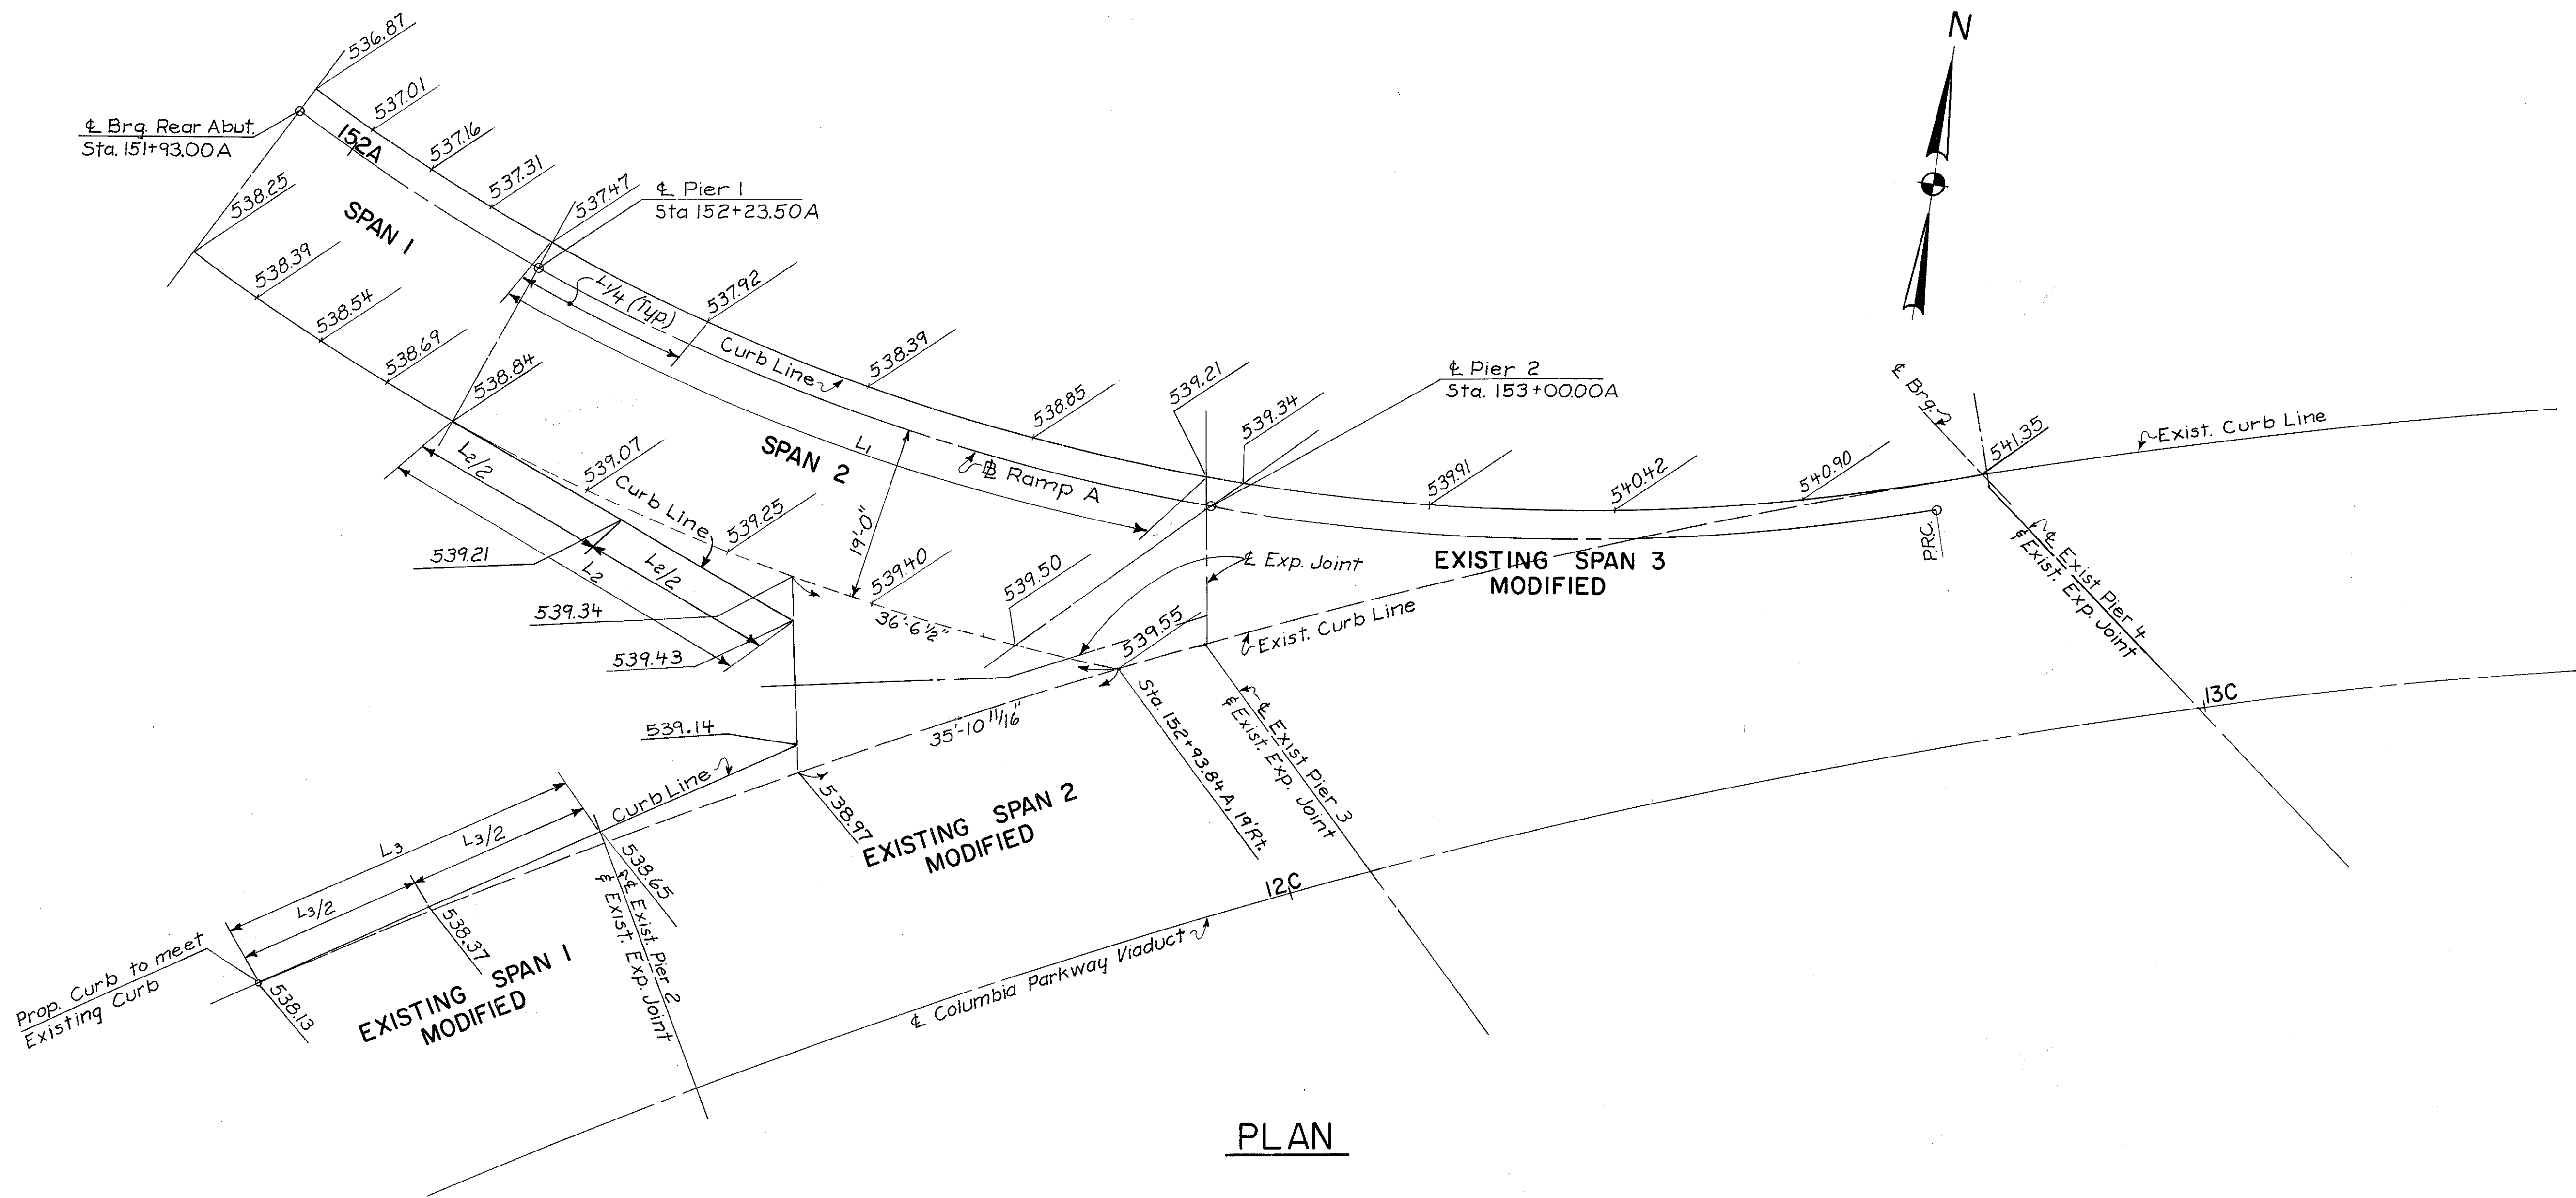 N
536.87
537.01
537.16
537.31
537.47
℄ Brg. Rear Abut.
Sta. 151+93.00A
152A
℄ Pier 1
Sta 152+23.50A
538.25
538.39
538.54
538.69
538.84
SPAN 1
L1/4 (Typ.)
537.92
538.39
538.85
539.21
539.34
Curb Line
℄ Pier 2
Sta. 153+00.00A
℄ Brg.
541.35
Exist. Curb Line
539.91
540.42
540.90
SPAN 2
L1
Ramp A
19'-0"
L2/2
L2/2
L2
539.07
Curb Line
539.25
539.21
539.40
539.50
539.34
36'-6½"
539.43
539.55
℄ Exp. Joint
EXISTING SPAN 3
MODIFIED
P.R.C.
Exist. Curb Line
℄ Exist Pier 4
℄ Exist. Exp. Joint
13C
539.14
35'-10 11/16"
Sta. 152+93.84A, 19'Rt.
℄ Exist Pier 3
℄ Exist. Exp. Joint
Curb Line
538.97
EXISTING SPAN 2
MODIFIED
L3
L3/2
L3/2
538.65
℄ Exist. Pier 2
℄ Exist. Exp. Joint
12C
538.37
EXISTING SPAN 1
MODIFIED
Prop. Curb to meet
Existing Curb
538.13
℄ Columbia Parkway Viaduct
PLAN